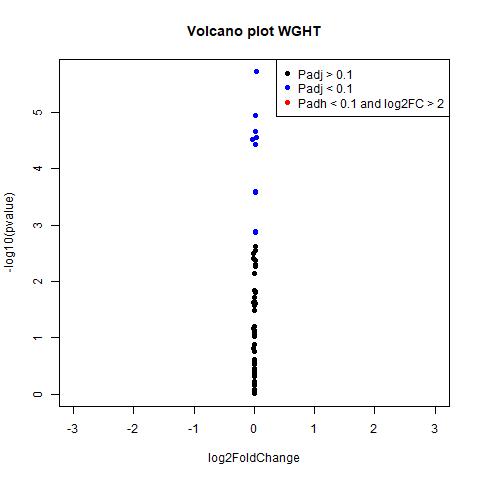 Volcano plot WGHT
Padj > 0.1
Padj < 0.1
Padh < 0.1 and log2FC > 2
-log10(pvalue)
5
4
3
2
1
0
-3 -2 -1 0 1 2 3
log2FoldChange